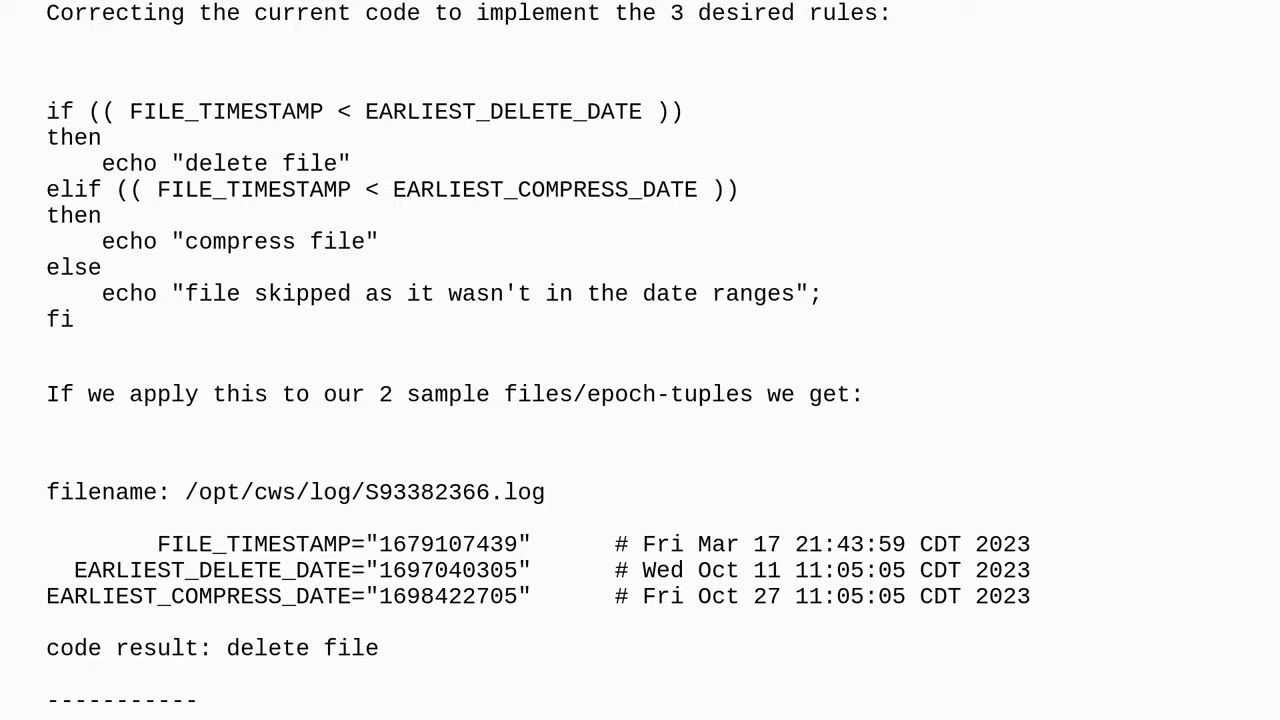 Correcting the current code to implement the 3 desired rules:
if (( FILE_TIMESTAMP < EARLIEST_DELETE_DATE ))
then
    echo "delete file"
elif (( FILE_TIMESTAMP < EARLIEST_COMPRESS_DATE ))
then
    echo "compress file"
else
    echo "file skipped as it wasn't in the date ranges";
fi
If we apply this to our 2 sample files/epoch-tuples we get:
filename: /opt/cws/log/S93382366.log
        FILE_TIMESTAMP="1679107439"      # Fri Mar 17 21:43:59 CDT 2023
  EARLIEST_DELETE_DATE="1697040305"      # Wed Oct 11 11:05:05 CDT 2023
EARLIEST_COMPRESS_DATE="1698422705"      # Fri Oct 27 11:05:05 CDT 2023
code result: delete file
-----------